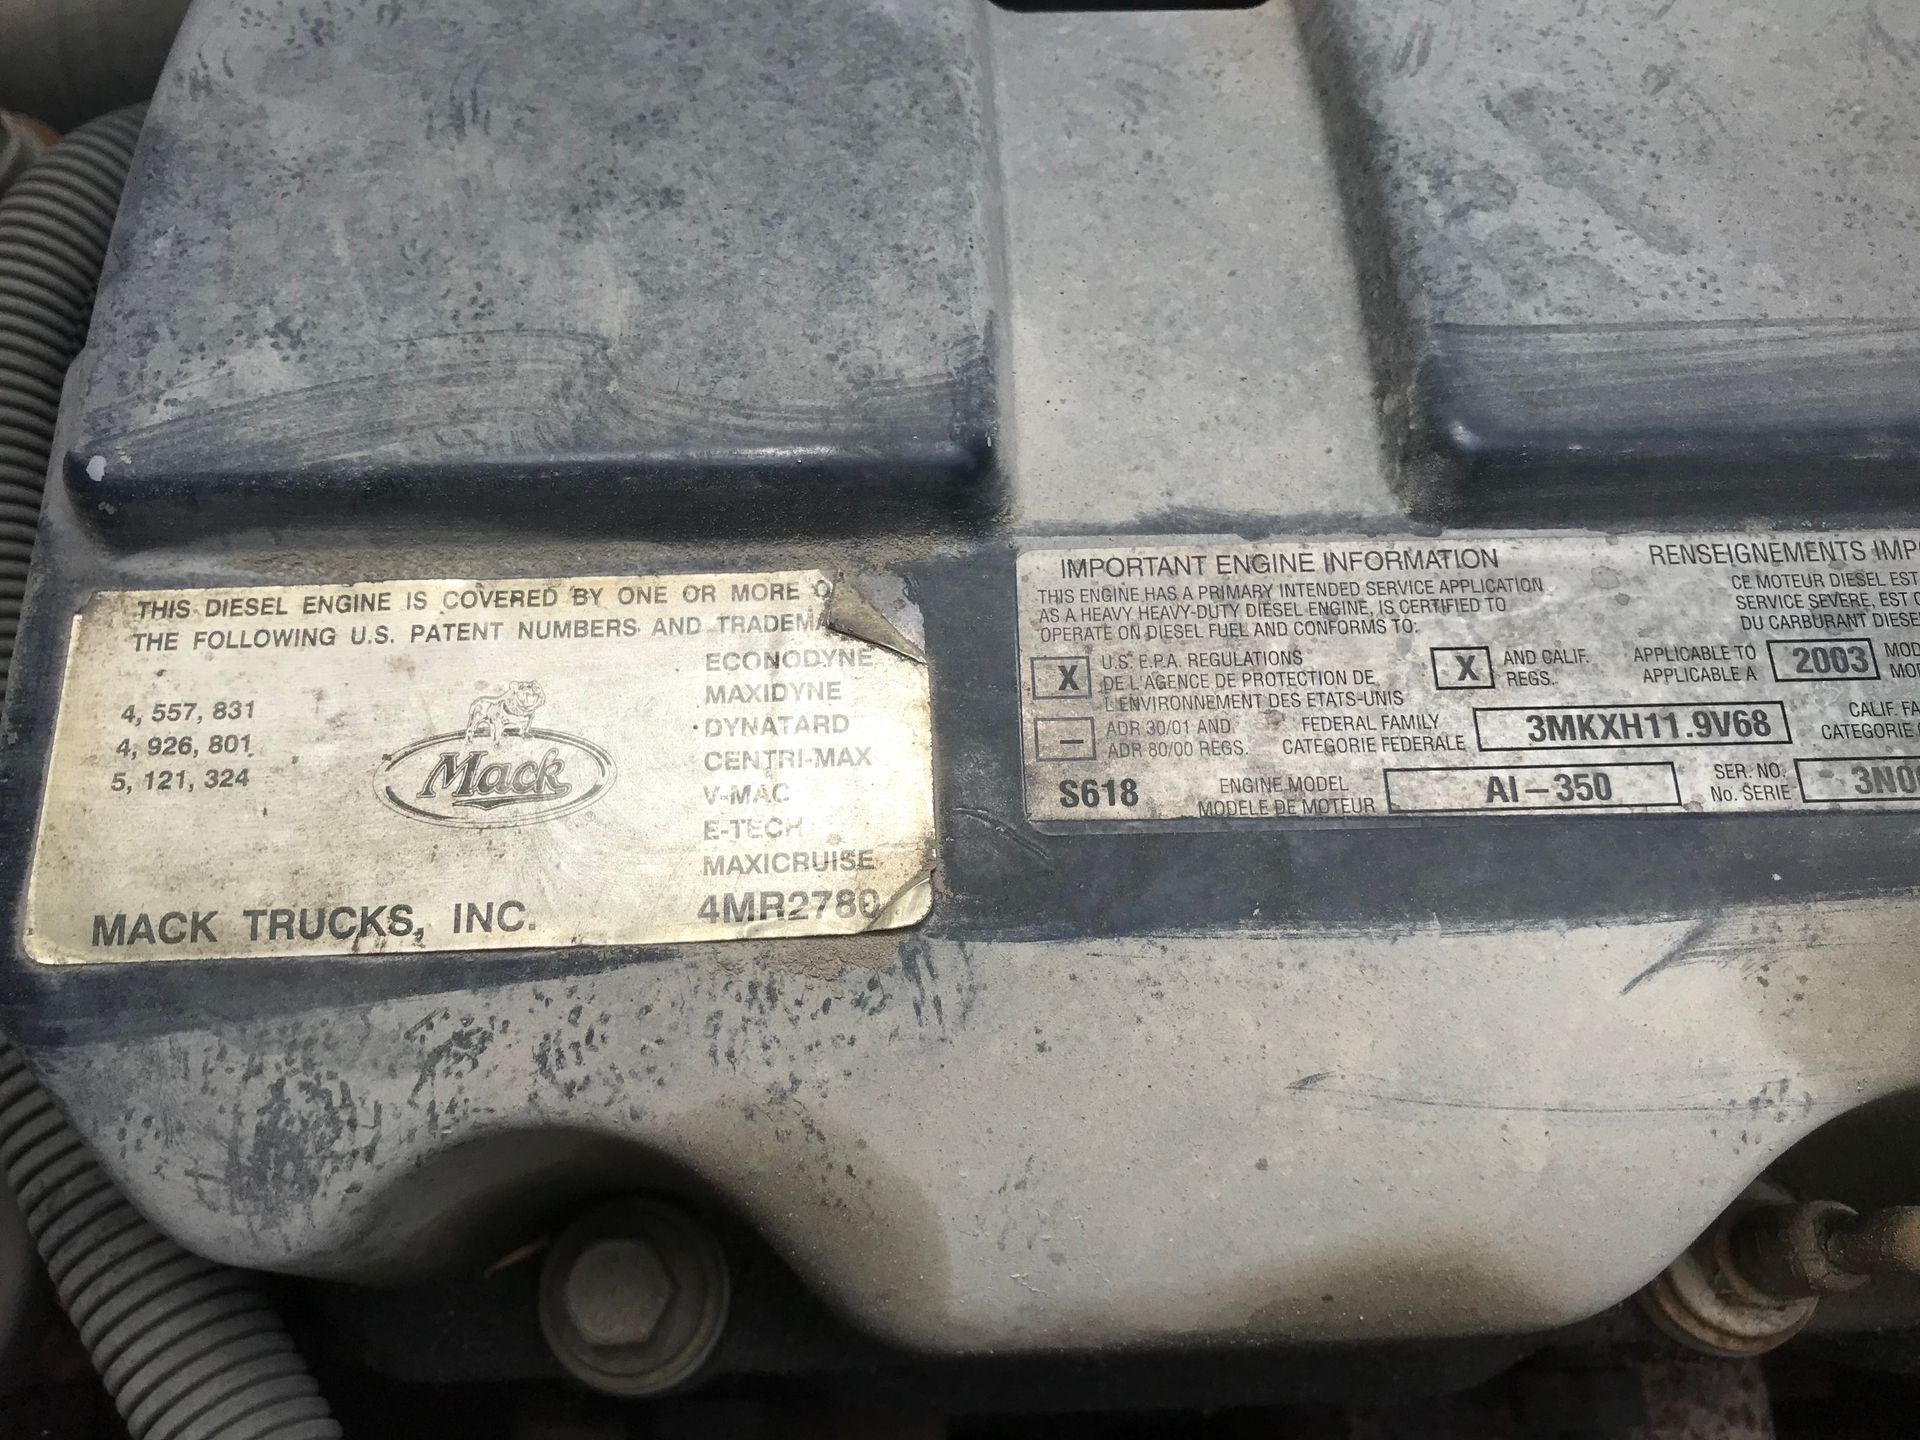 THIS DIESEL ENGINE IS COVERED BY ONE OR MORE O
THE FOLLOWING U.S. PATENT NUMBERS AND TRADEMA
4, 557, 831
4, 926, 801
5, 121, 324
Mack
ECONODYNE
MAXIDYNE
DYNATARD
CENTRI-MAX
V-MAC
E-TECH
MAXICRUISE
MACK TRUCKS, INC.
4MR2780
IMPORTANT ENGINE INFORMATION
THIS ENGINE HAS A PRIMARY INTENDED SERVICE APPLICATION
AS A HEAVY HEAVY-DUTY DIESEL ENGINE, IS CERTIFIED TO
OPERATE ON DIESEL FUEL AND CONFORMS TO:
RENSEIGNEMENTS IMPO
CE MOTEUR DIESEL EST
SERVICE SEVERE, EST C
DU CARBURANT DIESE
X U.S. E.P.A. REGULATIONS
DE L'AGENCE DE PROTECTION DE
L'ENVIRONNEMENT DES ETATS-UNIS
X AND CALIF.
REGS.
APPLICABLE TO
APPLICABLE A
2003
MOD
MO
– ADR 30/01 AND
ADR 80/00 REGS.
FEDERAL FAMILY
CATEGORIE FEDERALE
3MKXH11.9V68
CALIF. FA
CATEGORIE
S618
ENGINE MODEL
MODELE DE MOTEUR
AI – 350
SER. NO.
No. SERIE
3N0